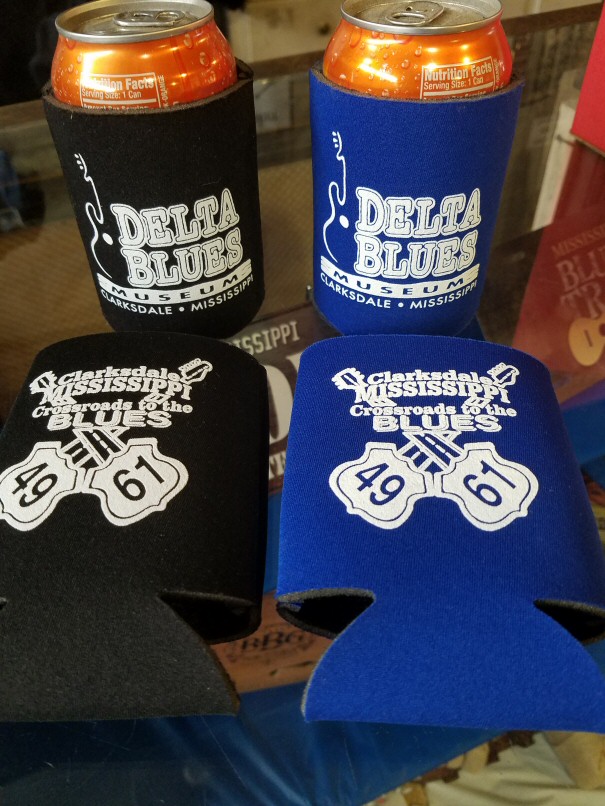 Nutrition Facts
Serving Size: 1 Can
DELTA
BLUES
MUSEUM
CLARKSDALE • MISSISSIPPI
Nutrition Facts
Serving Size: 1 Can
DELTA
BLUES
MUSEUM
CLARKSDALE • MISSISSIPPI
SSIPPI
Clarksdale
MISSISSIPPI
Crossroads to the
BLUES
49 61
Clarksdale
MISSISSIPPI
Crossroads to the
BLUES
49 61
BBQ